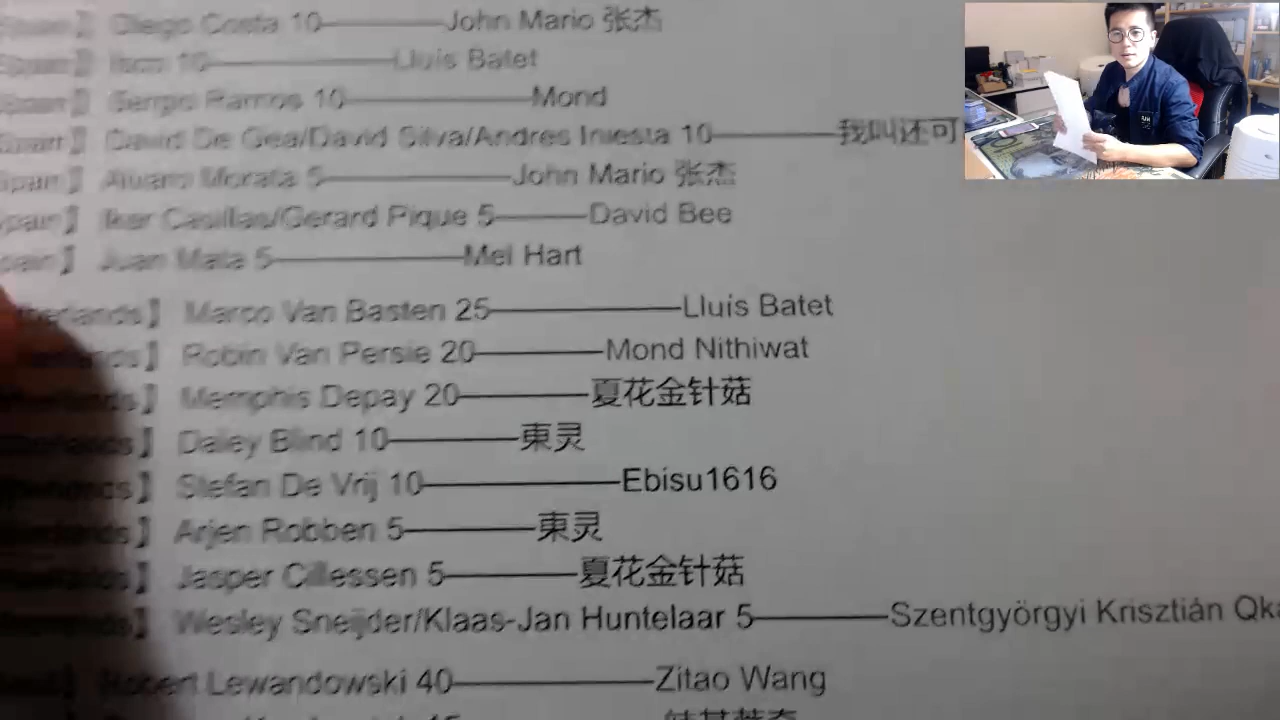 】 Diego Costa 10————John Mario 张杰
】 10————Lluis Batet
】 Sergio Ramos 10————Mond
】 David De Gea/David Silva/Andres Iniesta 10————我叫还可
】 Alvaro Morata 5————John Mario 张杰
】 Iker Casillas/Gerard Pique 5————David Bee
】 Juan Mata 5————Mel Hart
】 Marco Van Basten 25————Lluis Batet
】 Robin Van Persie 20————Mond Nithiwat
】 Memphis Depay 20————夏花金针菇
】 Daley Blind 10————東灵
】 Stefan De Vrij 10————Ebisu1616
】 Arjen Robben 5————東灵
】 Jasper Cillessen 5————夏花金针菇
】 Wesley Sneijder/Klaas-Jan Huntelaar 5————Szentgyörgyi Krisztián
】 Robert Lewandowski 40————Zitao Wang